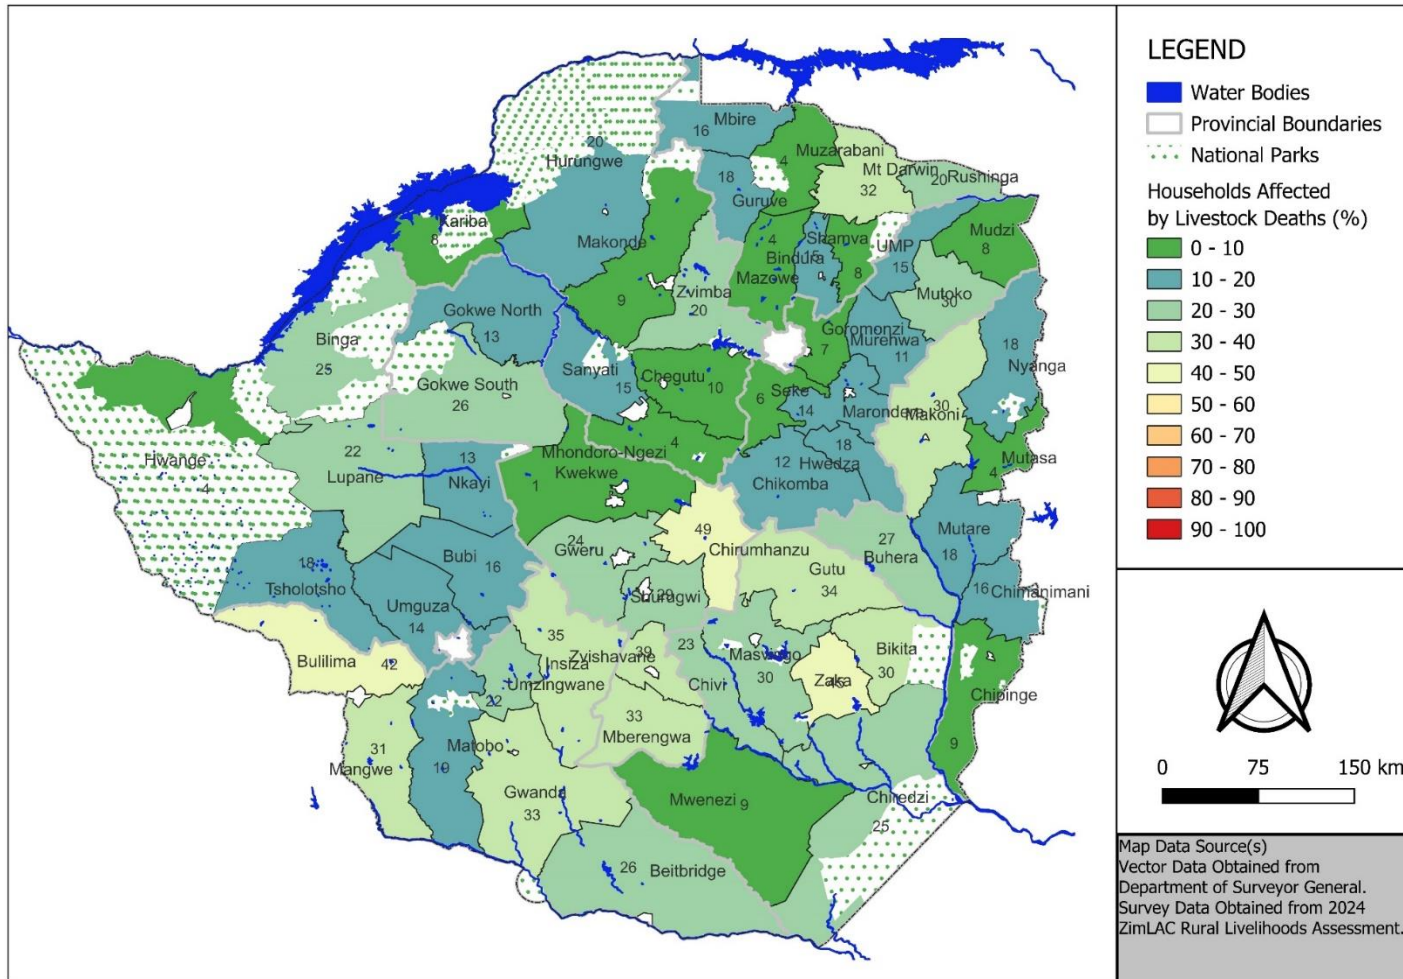 LEGEND
Water Bodies
Provincial Boundaries
National Parks
Households Affected
by Livestock Deaths (%)
0 - 10
10 - 20
20 - 30
30 - 40
40 - 50
50 - 60
60 - 70
70 - 80
80 - 90
90 - 100
0 75 150 km
Map Data Source(s)
Vector Data Obtained from
Department of Surveyor General.
Survey Data Obtained from 2024
ZimLAC Rural Livelihoods Assessment.
Mbire
16
20
Hurungwe
4
Muzarabani
Mt Darwin
32
20
Rushinga
18
Guruve
Kariba
8
Makonde
9
Zvimba
20
4
Mazowe
Bindura
15
Shamva
8
UMP
15
Mudzi
8
Mutoko
30
Gokwe North
13
Binga
25
Gokwe South
26
Sanyati
15
Chegutu
10
Goromonzi
7
Murehwa
11
18
Nyanga
Seke
6
14
Marondera
30
Makoni
Mutasa
4
Hwange
4
22
Lupane
13
Nkayi
Mhondoro-Ngezi
4
Kwekwe
1
12
Chikomba
18
Hwedza
18
Tsholotsho
Bubi
16
Umguza
14
24
Gweru
49
Chirumhanzu
Shurugwi
29
27
Buhera
Gutu
34
Mutare
18
16
Chimanimani
Bulilima
42
35
Insiza
Zvishavane
39
Umzingwane
22
23
Chivi
Masvingo
30
Zaka
Bikita
30
Chipinge
9
31
Mangwe
Matobo
Gwanda
33
33
Mberengwa
Mwenezi
9
Chiredzi
25
26
Beitbridge